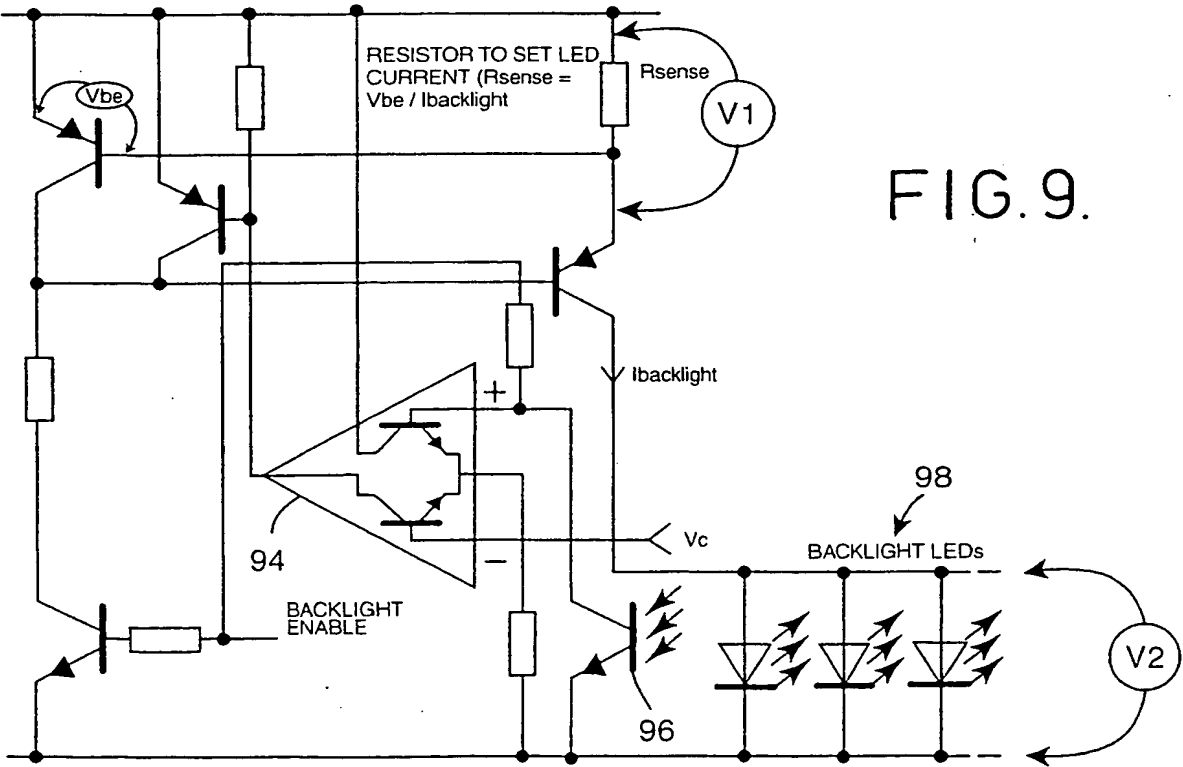 RESISTOR TO SET LED
CURRENT (Rsense =
Vbe / Ibacklight
Rsense
Vbe
V1
FIG. 9.
Ibacklight
+
94
−
Vc
98
BACKLIGHT LEDs
BACKLIGHT
ENABLE
96
V2